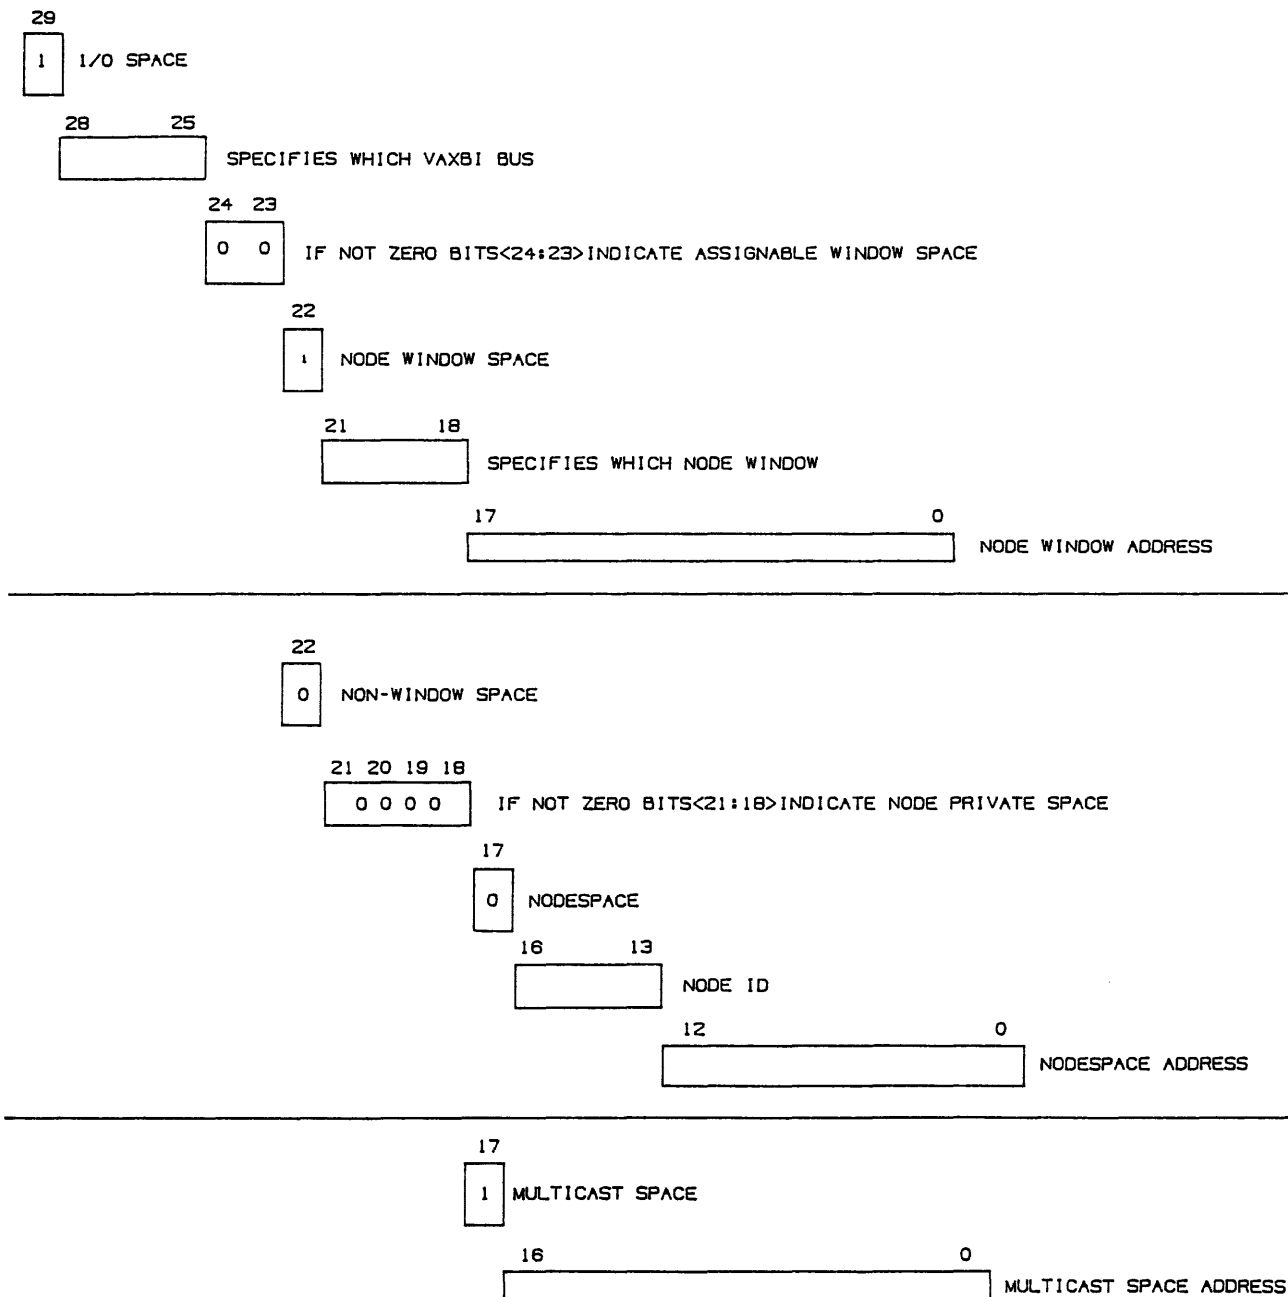 29
1 I/O SPACE
28 25
SPECIFIES WHICH VAXBI BUS
24 23
0 0 IF NOT ZERO BITS<24:23>INDICATE ASSIGNABLE WINDOW SPACE
22
1 NODE WINDOW SPACE
21 18
SPECIFIES WHICH NODE WINDOW
17 0
NODE WINDOW ADDRESS
22
0 NON-WINDOW SPACE
21 20 19 18
0 0 0 0 IF NOT ZERO BITS<21:18>INDICATE NODE PRIVATE SPACE
17
0 NODESPACE
16 13
NODE ID
12 0
NODESPACE ADDRESS
17
1 MULTICAST SPACE
16 0
MULTICAST SPACE ADDRESS